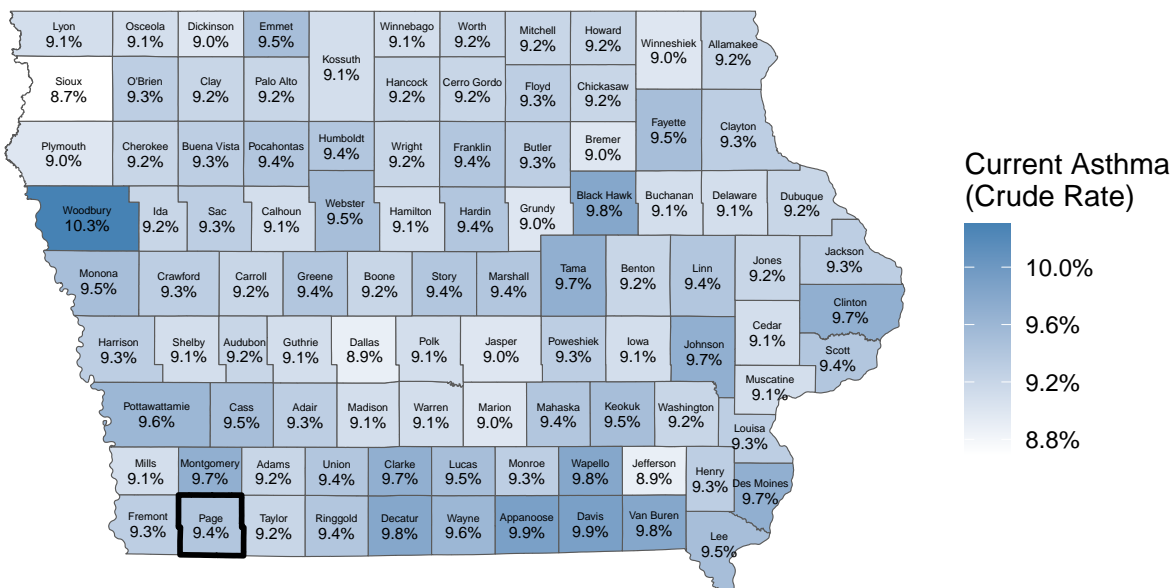 Lyon
9.1%
Osceola
9.1%
Dickinson
9.0%
Emmet
9.5%
Kossuth
9.1%
Winnebago
9.1%
Worth
9.2%
Mitchell
9.2%
Howard
9.2%
Winneshiek
9.0%
Allamakee
9.2%
Sioux
8.7%
O'Brien
9.3%
Clay
9.2%
Palo Alto
9.2%
Hancock
9.2%
Cerro Gordo
9.2%
Floyd
9.3%
Chickasaw
9.2%
Fayette
9.5%
Clayton
9.3%
Plymouth
9.0%
Cherokee
9.2%
Buena Vista
9.3%
Pocahontas
9.4%
Humboldt
9.4%
Wright
9.2%
Franklin
9.4%
Butler
9.3%
Bremer
9.0%
Woodbury
10.3%
Ida
9.2%
Sac
9.3%
Calhoun
9.1%
Webster
9.5%
Hamilton
9.1%
Hardin
9.4%
Grundy
9.0%
Black Hawk
9.8%
Buchanan
9.1%
Delaware
9.1%
Dubuque
9.2%
Monona
9.5%
Crawford
9.3%
Carroll
9.2%
Greene
9.4%
Boone
9.2%
Story
9.4%
Marshall
9.4%
Tama
9.7%
Benton
9.2%
Linn
9.4%
Jones
9.2%
Jackson
9.3%
Clinton
9.7%
Harrison
9.3%
Shelby
9.1%
Audubon
9.2%
Guthrie
9.1%
Dallas
8.9%
Polk
9.1%
Jasper
9.0%
Poweshiek
9.3%
Iowa
9.1%
Johnson
9.7%
Cedar
9.1%
Scott
9.4%
Muscatine
9.1%
Pottawattamie
9.6%
Cass
9.5%
Adair
9.3%
Madison
9.1%
Warren
9.1%
Marion
9.0%
Mahaska
9.4%
Keokuk
9.5%
Washington
9.2%
Louisa
9.3%
Mills
9.1%
Montgomery
9.7%
Adams
9.2%
Union
9.4%
Clarke
9.7%
Lucas
9.5%
Monroe
9.3%
Wapello
9.8%
Jefferson
8.9%
Henry
9.3%
Des Moines
9.7%
Fremont
9.3%
Page
9.4%
Taylor
9.2%
Ringgold
9.4%
Decatur
9.8%
Wayne
9.6%
Appanoose
9.9%
Davis
9.9%
Van Buren
9.8%
Lee
9.5%
Current Asthma
(Crude Rate)
10.0%
9.6%
9.2%
8.8%